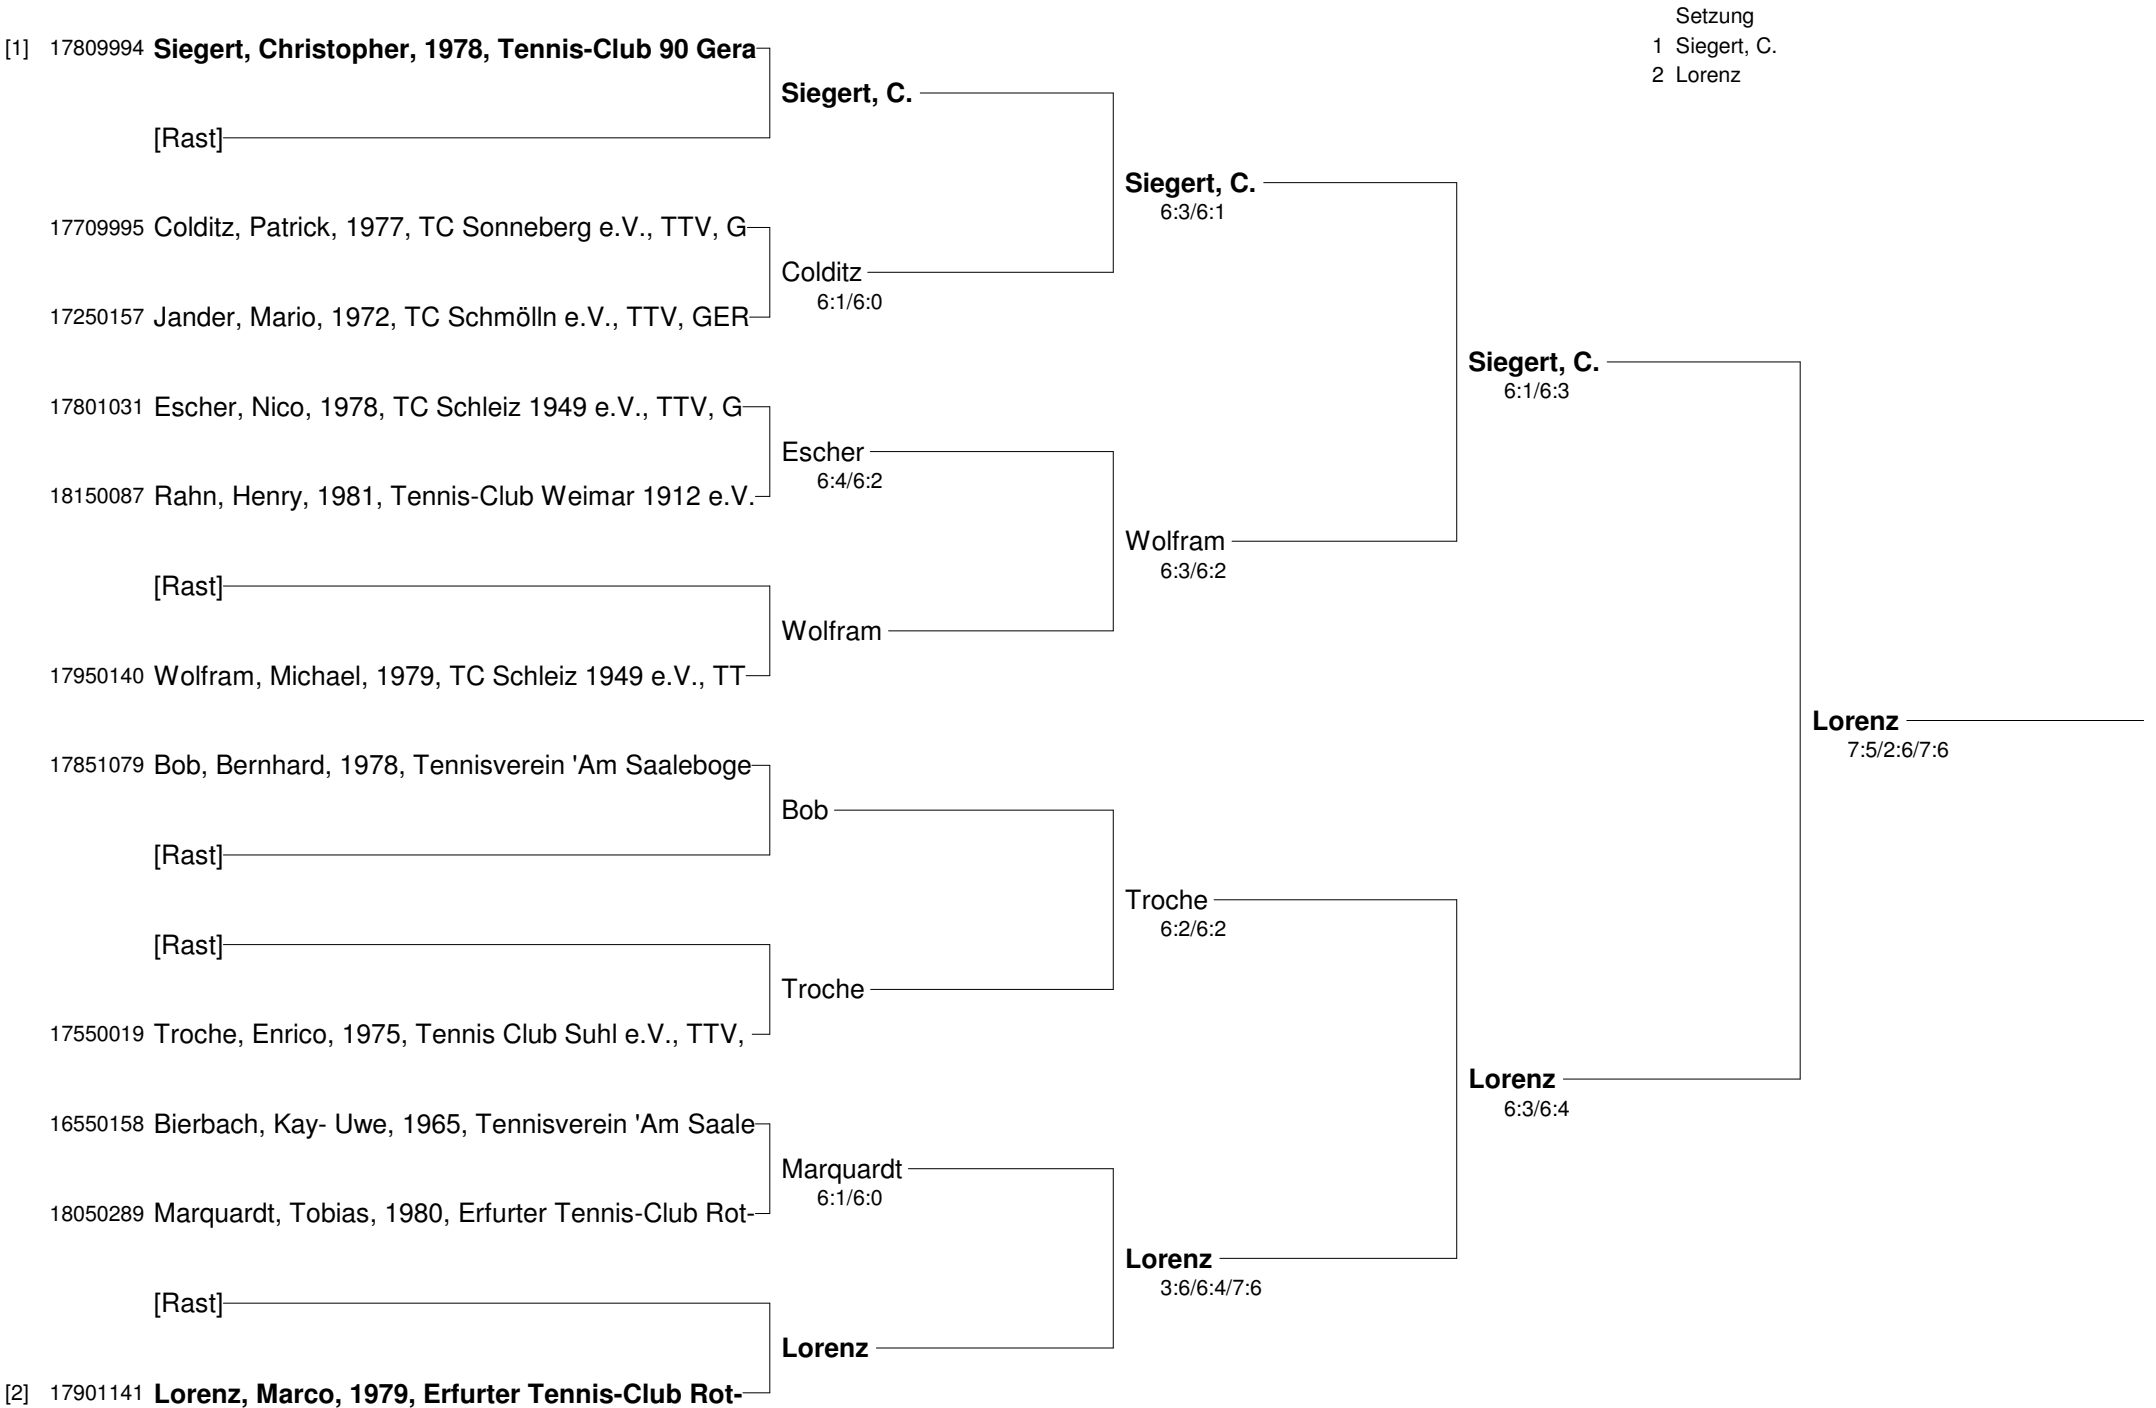 Setzung
1 Siegert, C.
2 Lorenz
[1] 17809994 Siegert, Christopher, 1978, Tennis-Club 90 Gera
Siegert, C.
[Rast]
Siegert, C.
6:3/6:1
17709995 Colditz, Patrick, 1977, TC Sonneberg e.V., TTV, G
Colditz
6:1/6:0
17250157 Jander, Mario, 1972, TC Schmölln e.V., TTV, GER
Siegert, C.
6:1/6:3
17801031 Escher, Nico, 1978, TC Schleiz 1949 e.V., TTV, G
Escher
6:4/6:2
18150087 Rahn, Henry, 1981, Tennis-Club Weimar 1912 e.V.
Wolfram
6:3/6:2
[Rast]
Wolfram
17950140 Wolfram, Michael, 1979, TC Schleiz 1949 e.V., TT
Lorenz
7:5/2:6/7:6
17851079 Bob, Bernhard, 1978, Tennisverein 'Am Saaleboge
Bob
[Rast]
Troche
6:2/6:2
[Rast]
Troche
17550019 Troche, Enrico, 1975, Tennis Club Suhl e.V., TTV,
Lorenz
6:3/6:4
16550158 Bierbach, Kay- Uwe, 1965, Tennisverein 'Am Saale
Marquardt
6:1/6:0
18050289 Marquardt, Tobias, 1980, Erfurter Tennis-Club Rot-
Lorenz
3:6/6:4/7:6
[Rast]
Lorenz
[2] 17901141 Lorenz, Marco, 1979, Erfurter Tennis-Club Rot-